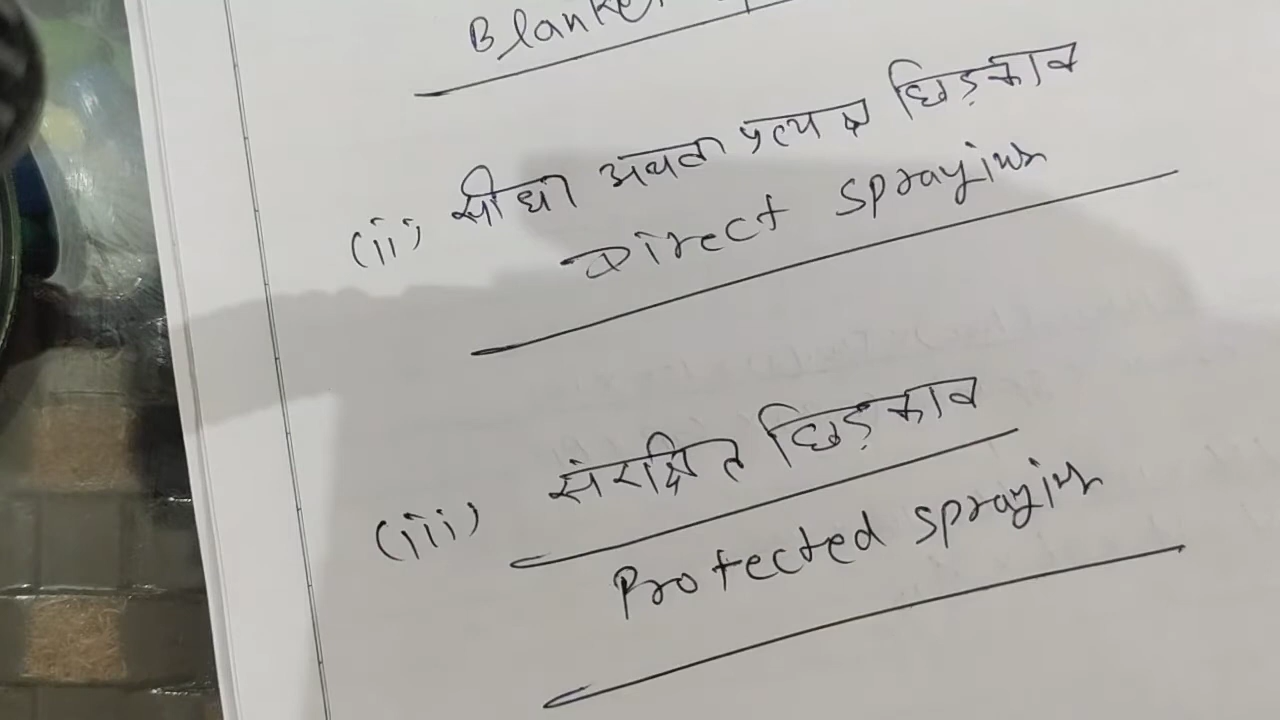 Blanket
(ii) सीधा अथवा प्रत्यक्ष छिड़काव
Direct spraying
(iii) संरक्षित छिड़काव
Protected spraying